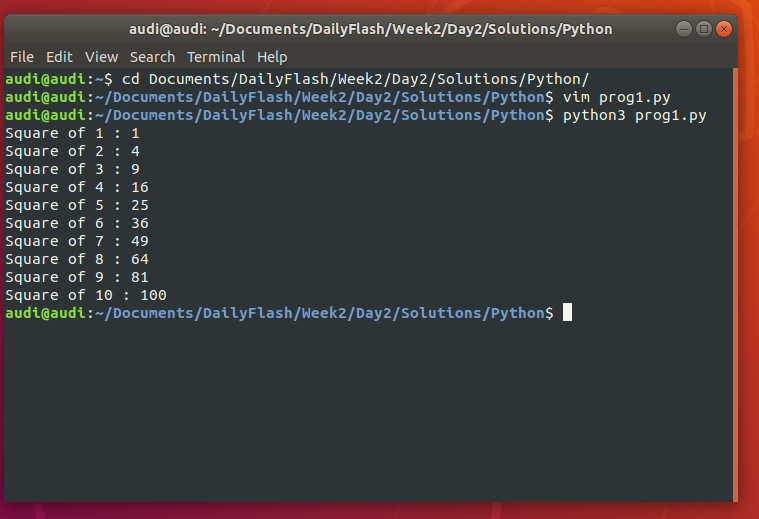 audi@audi: ~/Documents/DailyFlash/Week2/Day2/Solutions/Python
File Edit View Search Terminal Help
audi@audi:~$ cd Documents/DailyFlash/Week2/Day2/Solutions/Python/
audi@audi:~/Documents/DailyFlash/Week2/Day2/Solutions/Python$ vim prog1.py
audi@audi:~/Documents/DailyFlash/Week2/Day2/Solutions/Python$ python3 prog1.py
Square of 1 : 1
Square of 2 : 4
Square of 3 : 9
Square of 4 : 16
Square of 5 : 25
Square of 6 : 36
Square of 7 : 49
Square of 8 : 64
Square of 9 : 81
Square of 10 : 100
audi@audi:~/Documents/DailyFlash/Week2/Day2/Solutions/Python$